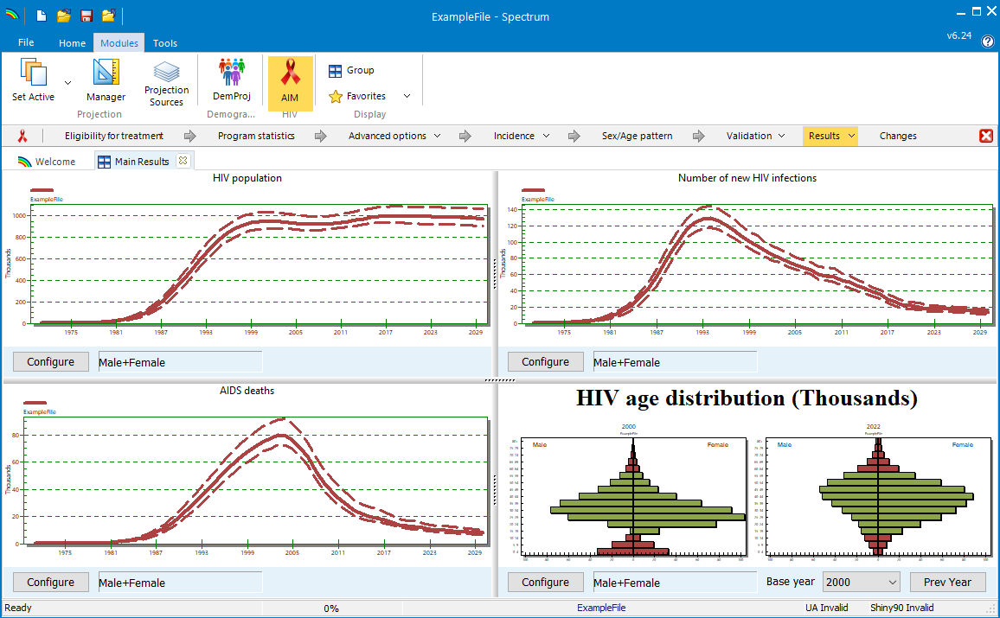 ExampleFile - Spectrum
File Home Modules Tools
v6.24
Set Active
Manager
Projection Sources
DemProj
AIM
Group
Favorites
Projection
Demogra...
HIV
Display
Eligibility for treatment Program statistics Advanced options Incidence Sex/Age pattern Validation Results Changes
Welcome Main Results
HIV population
ExampleFile
Thousands
1000
800
600
400
200
0
1975 1981 1987 1993 1999 2005 2011 2017 2023 2029
Configure Male+Female
Number of new HIV infections
ExampleFile
Thousands
140
120
100
80
60
40
20
0
1975 1981 1987 1993 1999 2005 2011 2017 2023 2029
Configure Male+Female
AIDS deaths
ExampleFile
Thousands
80
60
40
20
0
1975 1981 1987 1993 1999 2005 2011 2017 2023 2029
Configure Male+Female
HIV age distribution (Thousands)
2000
ExampleFile
Male Female
2022
ExampleFile
Male Female
Configure Male+Female Base year 2000 Prev Year
Ready 0% ExampleFile UA Invalid Shiny90 Invalid